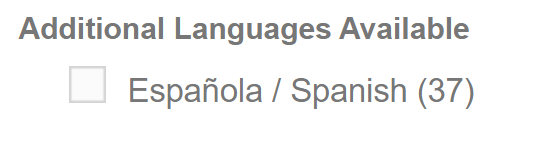 Additional Languages Available
Española / Spanish (37)